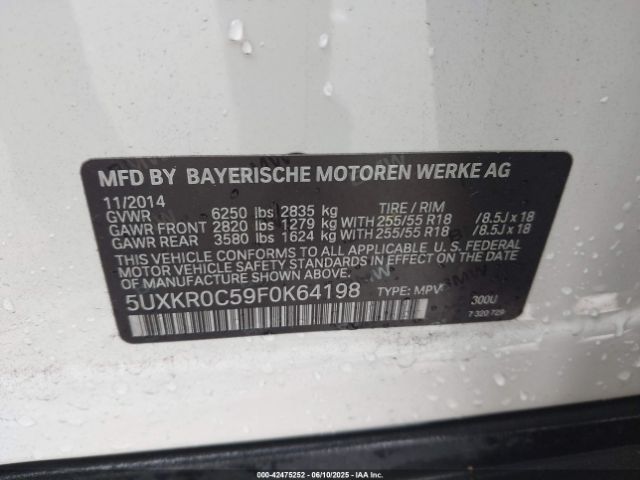 MFD BY BAYERISCHE MOTOREN WERKE AG
11/2014 TIRE / RIM
GVWR 6250 lbs 2835 kg
GAWR FRONT 2820 lbs 1279 kg WITH 255/55 R18 / 8.5J x 18
GAWR REAR 3580 lbs 1624 kg WITH 255/55 R18 / 8.5J x 18
THIS VEHICLE CONFORMS TO ALL APPLICABLE U. S. FEDERAL
MOTOR VEHICLE SAFETY STANDARDS IN EFFECT ON THE DATE
OF MANUFACTURE SHOWN ABOVE.
5UXKR0C59F0K64198 TYPE: MPV 300U
7 320 729
© IAA - 42475252 - 06/10/2025 - IAAI.COM